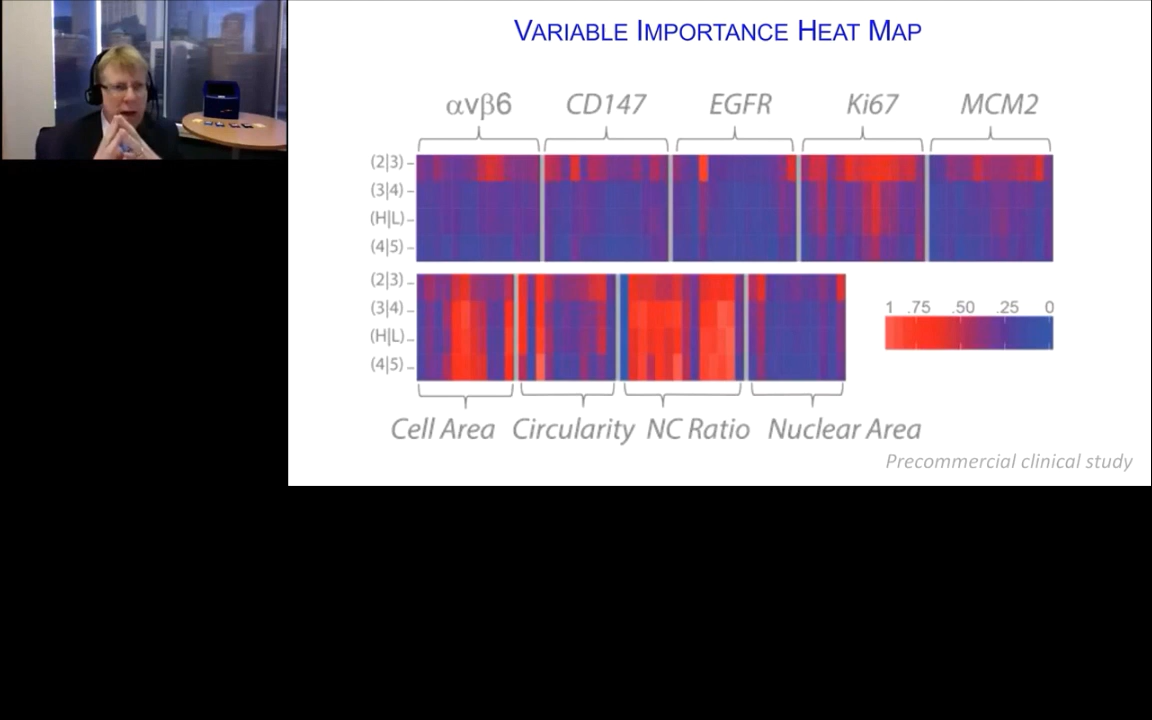 VARIABLE IMPORTANCE HEAT MAP
αvβ6 CD147 EGFR Ki67 MCM2
(2|3)
(3|4)
(H|L)
(4|5)
(2|3)
(3|4)
(H|L)
(4|5)
1 .75 .50 .25 0
Cell Area Circularity NC Ratio Nuclear Area
Precommercial clinical study